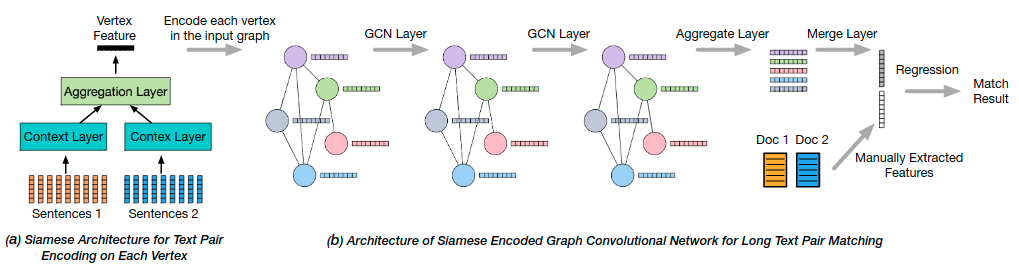 Vertex
Feature
Aggregation Layer
Context Layer
Contex Layer
Sentences 1
Sentences 2
(a) Siamese Architecture for Text Pair
Encoding on Each Vertex
Encode each vertex
in the input graph
GCN Layer
GCN Layer
Aggregate Layer
Merge Layer
Regression
Match
Result
Doc 1
Doc 2
Manually Extracted
Features
(b) Architecture of Siamese Encoded Graph Convolutional Network for Long Text Pair Matching